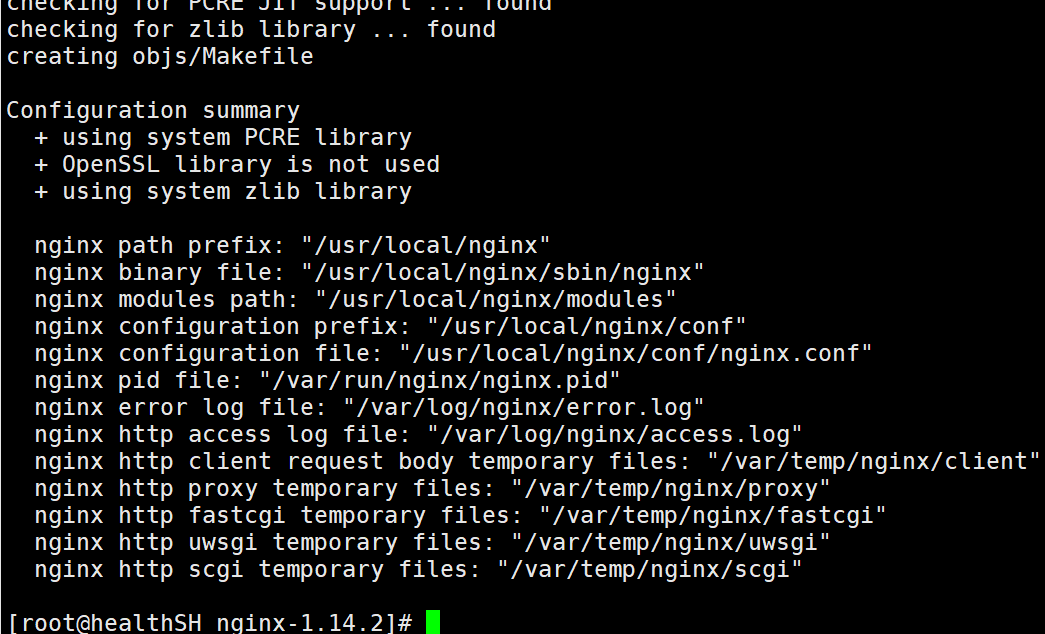 checking for PCRE JIT support ... found
checking for zlib library ... found
creating objs/Makefile
Configuration summary
+ using system PCRE library
+ OpenSSL library is not used
+ using system zlib library
nginx path prefix: "/usr/local/nginx"
nginx binary file: "/usr/local/nginx/sbin/nginx"
nginx modules path: "/usr/local/nginx/modules"
nginx configuration prefix: "/usr/local/nginx/conf"
nginx configuration file: "/usr/local/nginx/conf/nginx.conf"
nginx pid file: "/var/run/nginx/nginx.pid"
nginx error log file: "/var/log/nginx/error.log"
nginx http access log file: "/var/log/nginx/access.log"
nginx http client request body temporary files: "/var/temp/nginx/client"
nginx http proxy temporary files: "/var/temp/nginx/proxy"
nginx http fastcgi temporary files: "/var/temp/nginx/fastcgi"
nginx http uwsgi temporary files: "/var/temp/nginx/uwsgi"
nginx http scgi temporary files: "/var/temp/nginx/scgi"
[root@healthSH nginx-1.14.2]#